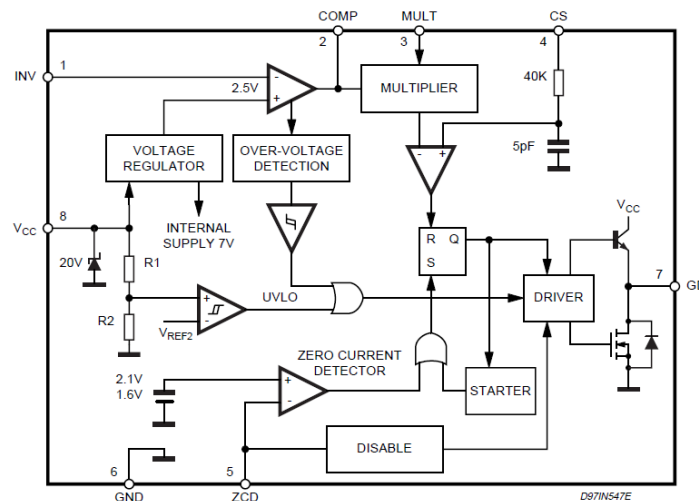 COMP MULT CS
2 3 4
INV 1
2.5V - +
MULTIPLIER
40K
5pF
- +
VOLTAGE REGULATOR
OVER-VOLTAGE DETECTION
INTERNAL SUPPLY 7V
VCC 8
20V
R1
R2
VREF2
+ -
UVLO
R Q
S
DRIVER
VCC
7
ZERO CURRENT DETECTOR
2.1V
1.6V
+ -
STARTER
DISABLE
6 5
GND ZCD
D97IN547E